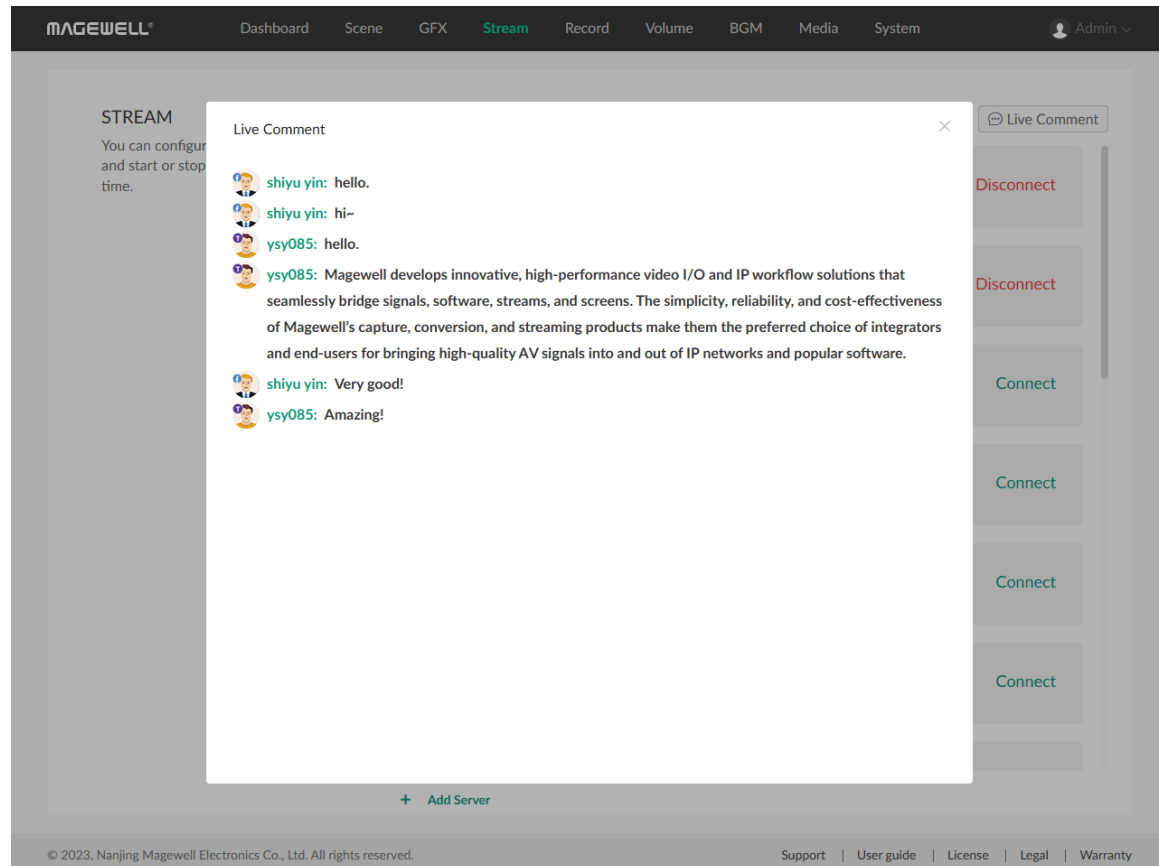 MAGEWELL®
Dashboard Scene GFX Stream Record Volume BGM Media System Admin
STREAM
You can configur
and start or stop
time.
Live Comment
Live Comment
shiyu yin: hello.
shiyu yin: hi~
ysy085: hello.
ysy085: Magewell develops innovative, high-performance video I/O and IP workflow solutions that
seamlessly bridge signals, software, streams, and screens. The simplicity, reliability, and cost-effectiveness
of Magewell’s capture, conversion, and streaming products make them the preferred choice of integrators
and end-users for bringing high-quality AV signals into and out of IP networks and popular software.
shiyu yin: Very good!
ysy085: Amazing!
Disconnect
Disconnect
Connect
Connect
Connect
Connect
+ Add Server
© 2023, Nanjing Magewell Electronics Co., Ltd. All rights reserved.
Support | User guide | License | Legal | Warranty